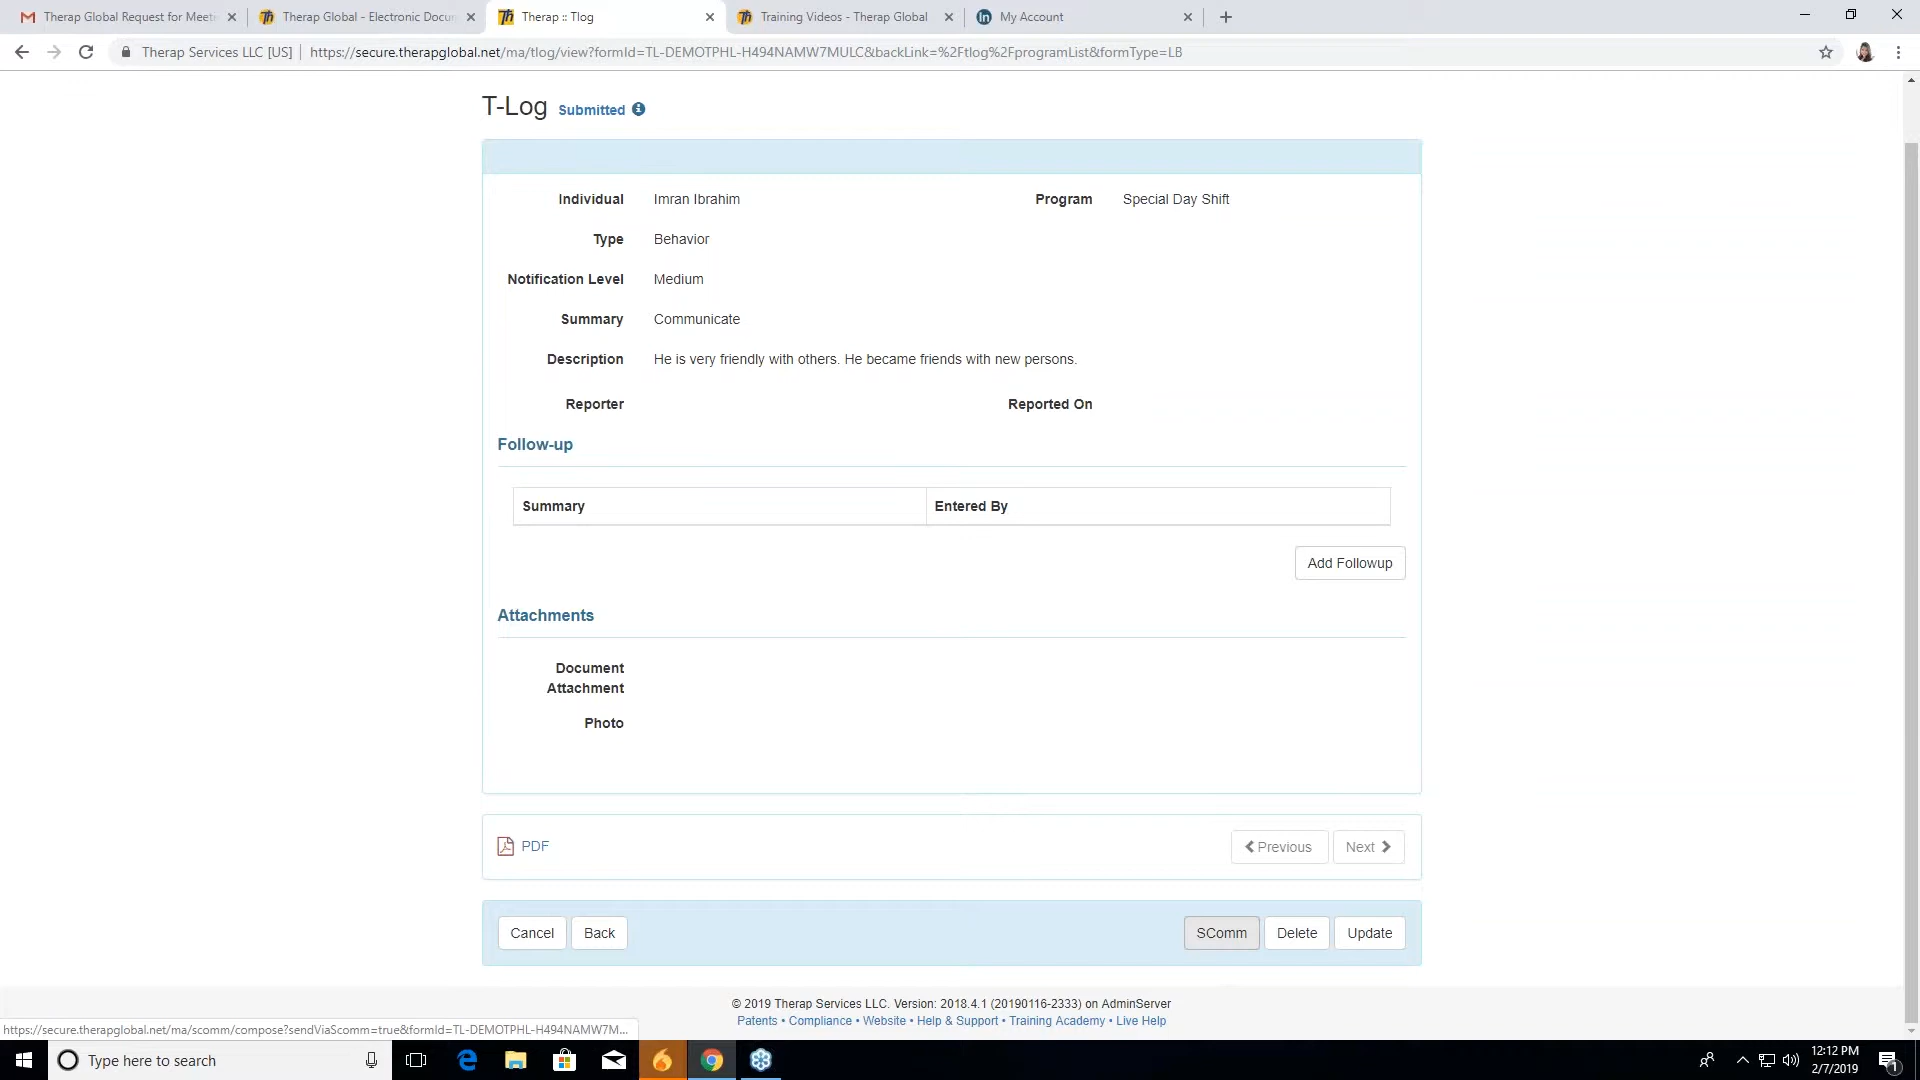 Therap Global Request for Meet
Therap Global - Electronic Docu
Therap :: Tlog
Training Videos - Therap Global
My Account
Therap Services LLC [US] | https://secure.therapglobal.net/ma/tlog/view?formId=TL-DEMOTPHL-H494NAMW7MULC&backLink=%2Ftlog%2FprogramList&formType=LB
T-Log Submitted
Individual Imran Ibrahim Program Special Day Shift
Type Behavior
Notification Level Medium
Summary Communicate
Description He is very friendly with others. He became friends with new persons.
Reporter Reported On
Follow-up
Summary Entered By
Add Followup
Attachments
Document
Attachment
Photo
PDF Previous Next
Cancel Back SComm Delete Update
© 2019 Therap Services LLC. Version: 2018.4.1 (20190116-2333) on AdminServer
Patents • Compliance • Website • Help & Support • Training Academy • Live Help
https://secure.therapglobal.net/ma/scomm/compose?sendViaScomm=true&formId=TL-DEMOTPHL-H494NAMW7M...
Type here to search
12:12 PM
2/7/2019
1